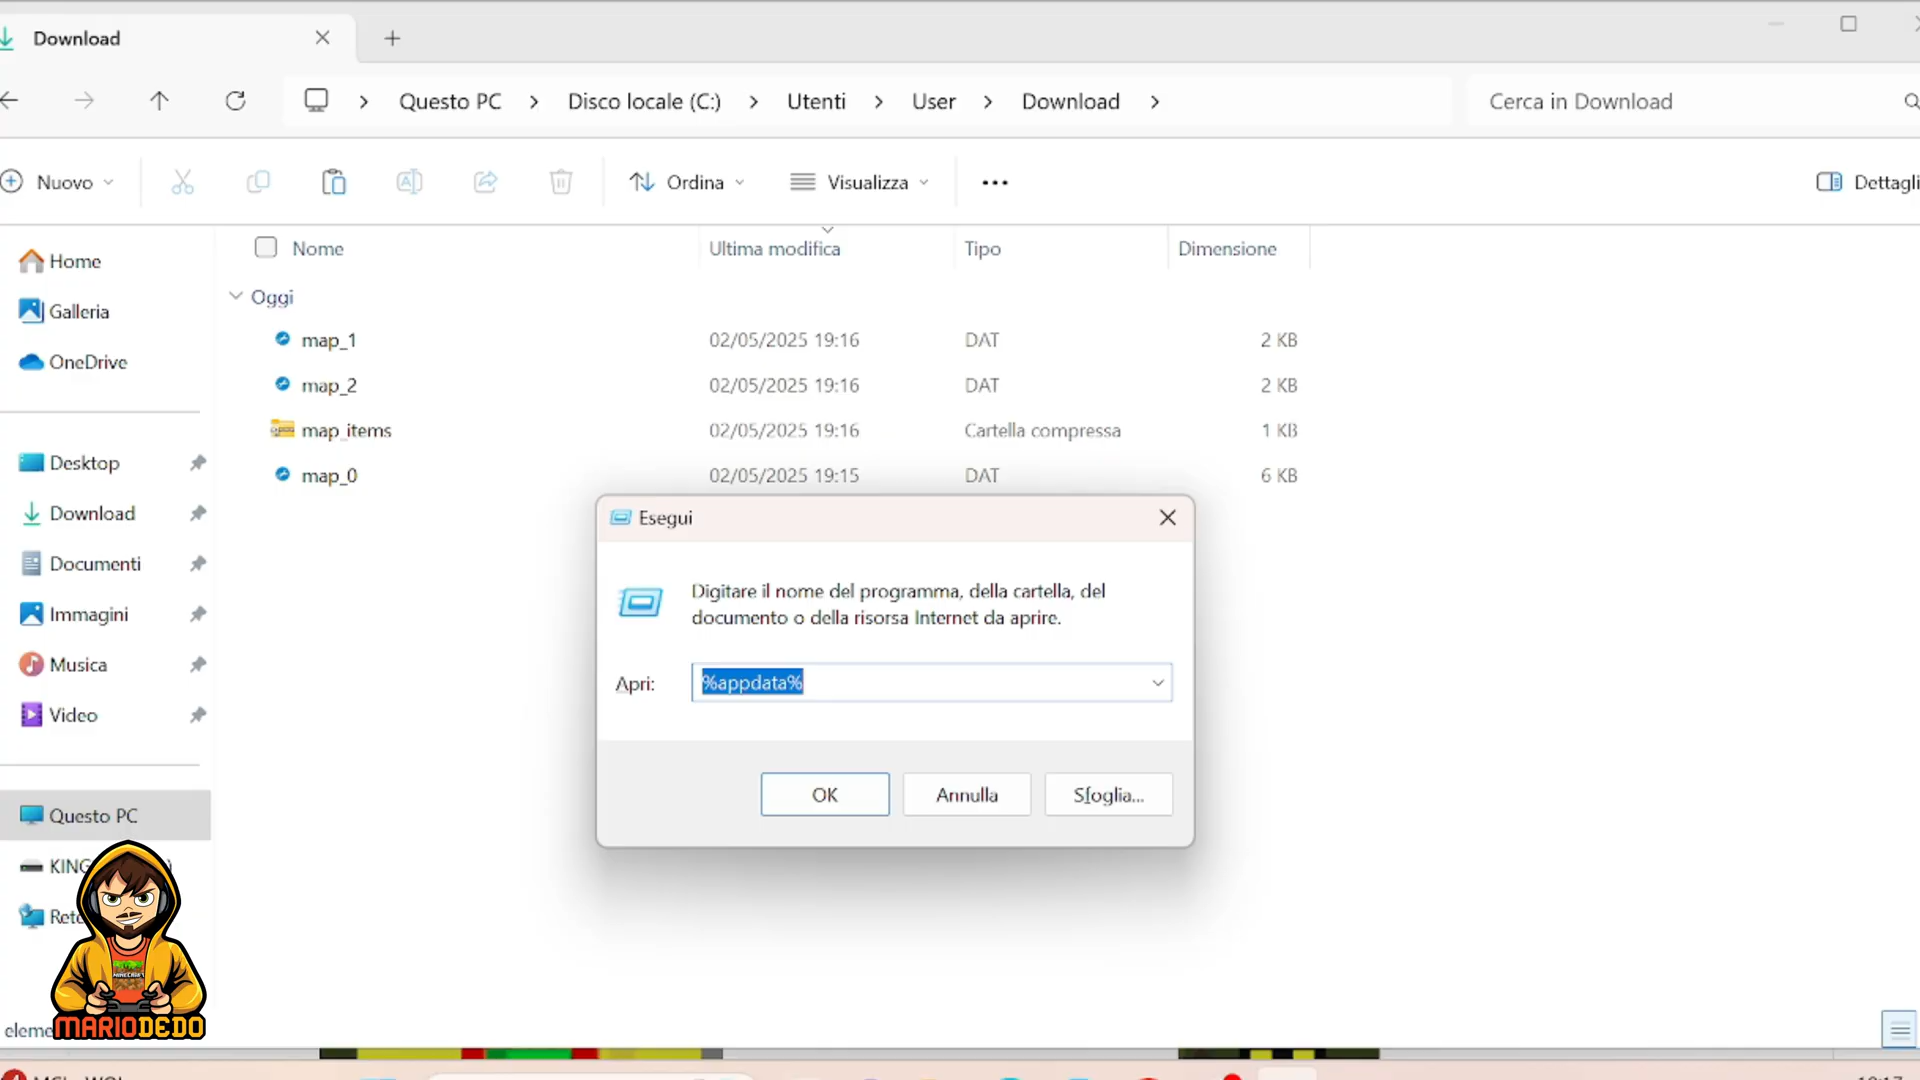 Download
Questo PC
Disco locale (C:)
Utenti
User
Download
Cerca in Download
Nuovo
Ordina
Visualizza
Dettagli
Nome
Ultima modifica
Tipo
Dimensione
Home
Oggi
Galleria
map_1
02/05/2025 19:16
DAT
2 KB
OneDrive
map_2
02/05/2025 19:16
DAT
2 KB
map_items
02/05/2025 19:16
Cartella compressa
1 KB
Desktop
map_0
02/05/2025 19:15
DAT
6 KB
Download
Documenti
Immagini
Musica
Video
Questo PC
Esegui
Digitare il nome del programma, della cartella, del
documento o della risorsa Internet da aprire.
Apri:
%appdata%
OK
Annulla
Sfoglia...
KING
Rete
MINECRAFT
eleme
MARIODEDO